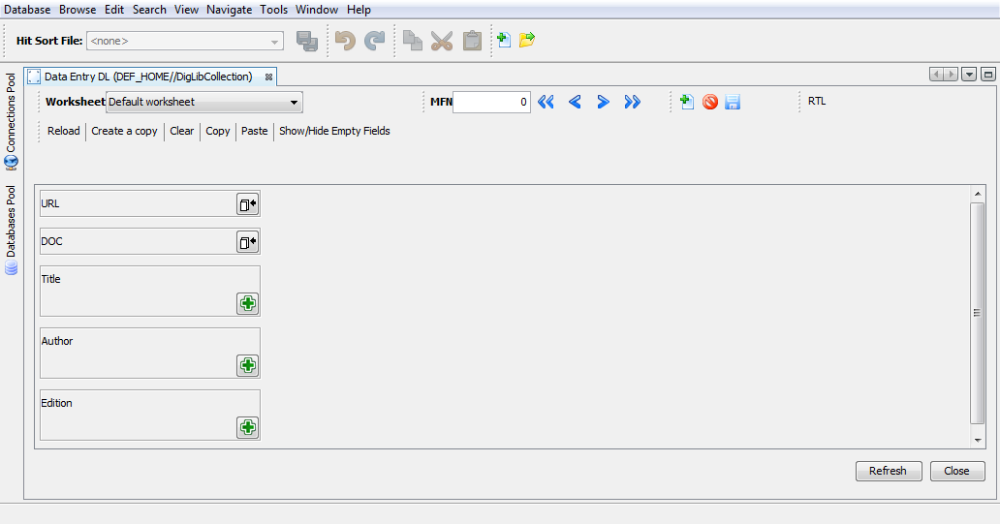 Database Browse Edit Search View Navigate Tools Window Help
Hit Sort File: <none>
Connections Pool
Databases Pool
Data Entry DL (DEF_HOME//DigLibCollection)
Worksheet Default worksheet MFN 0 RTL
Reload Create a copy Clear Copy Paste Show/Hide Empty Fields
URL
DOC
Title
Author
Edition
Refresh Close